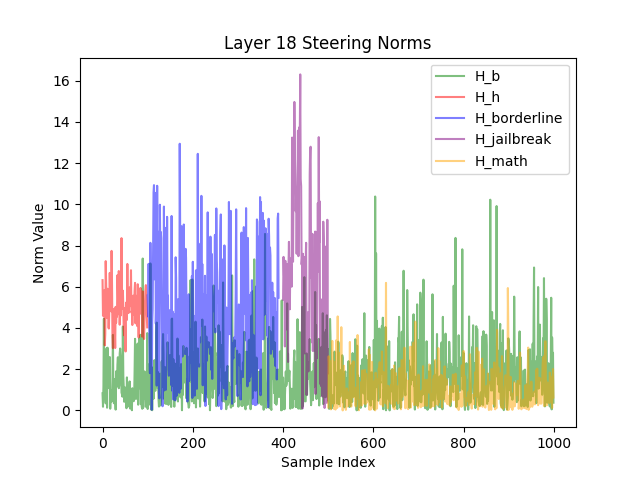 Layer 18 Steering Norms
H_b
H_h
H_borderline
H_jailbreak
H_math
Norm Value
16
14
12
10
8
6
4
2
0
0 200 400 600 800 1000
Sample Index